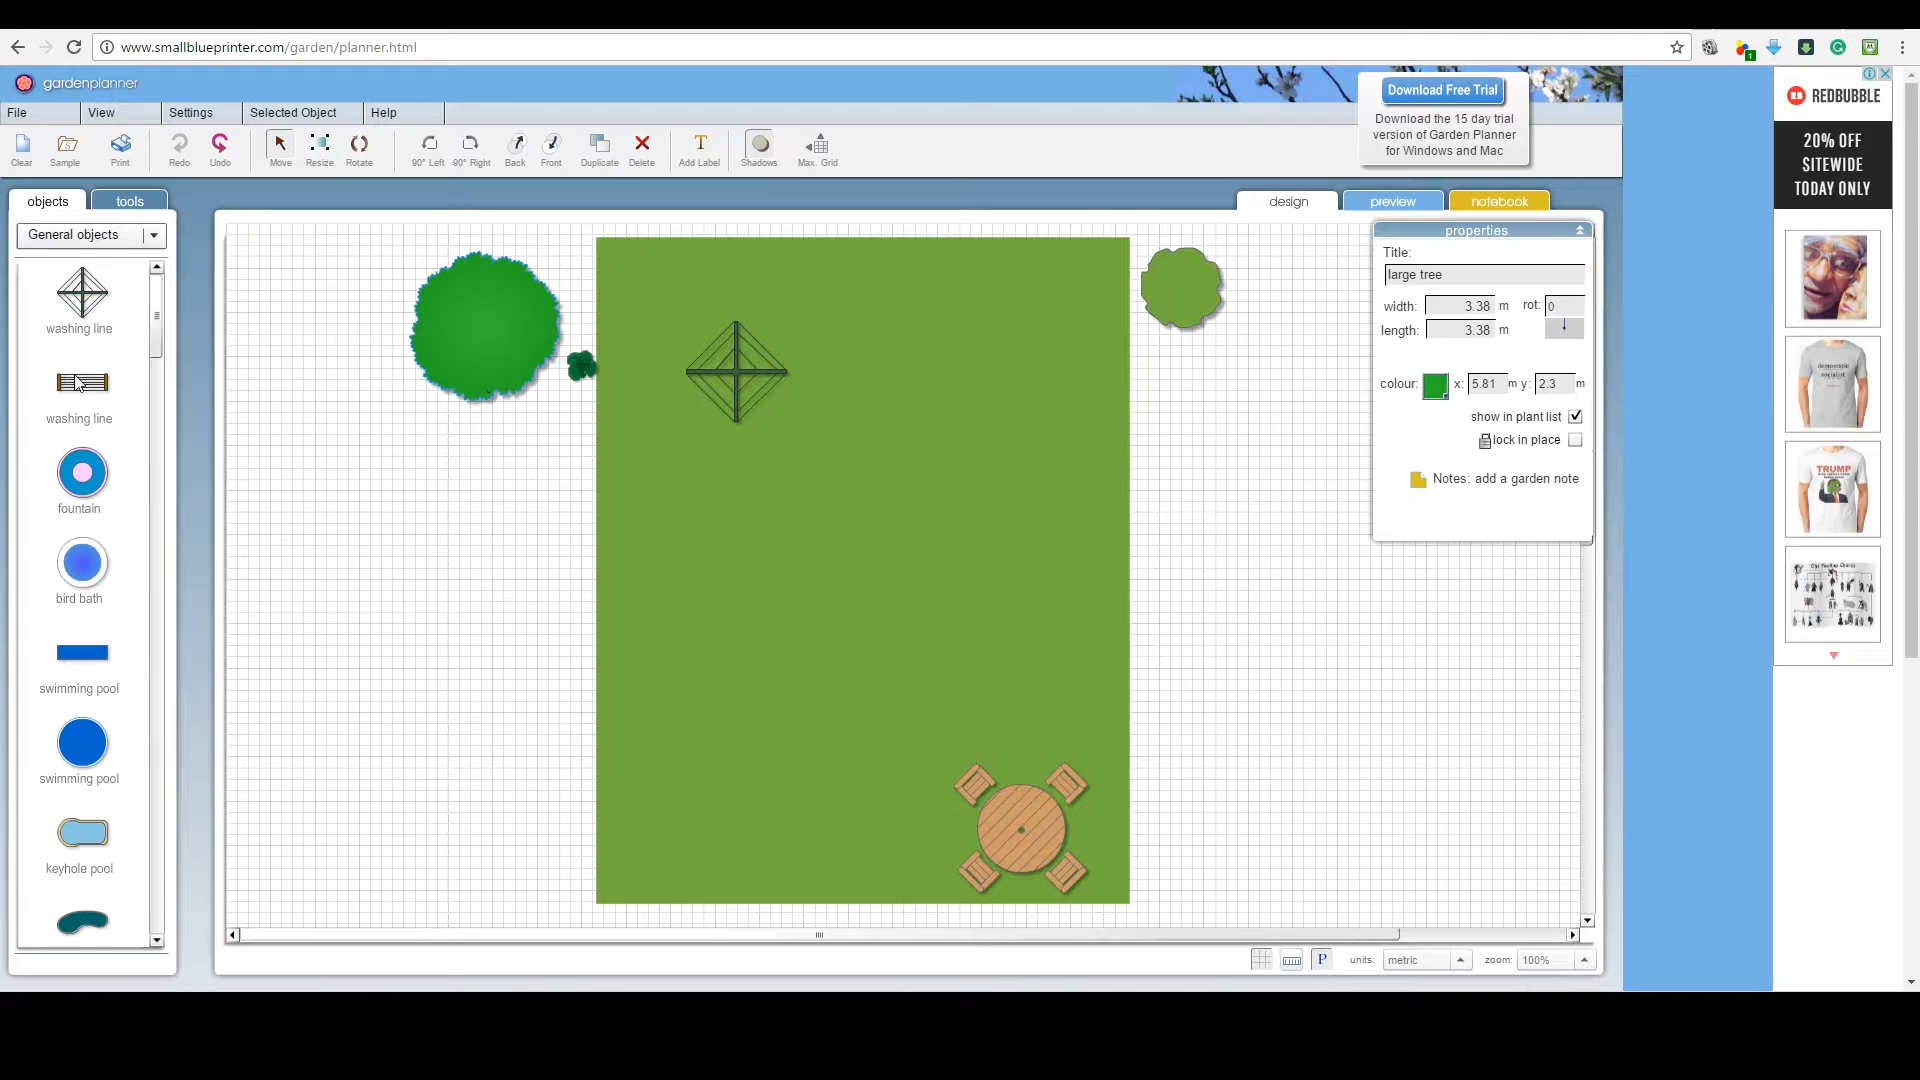 www.smallblueprinter.com/garden/planner.html
1
gardenplanner
File View Settings Selected Object Help
Clear Sample Print Redo Undo Move Resize Rotate 90° Left 90° Right Back Front Duplicate Delete Add Label Shadows Max. Grid
T
Download Free Trial
Download the 15 day trial
version of Garden Planner
for Windows and Mac
REDBUBBLE
20% OFF
SITEWIDE
TODAY ONLY
objects tools
design preview notebook
General objects
washing line
washing line
fountain
bird bath
swimming pool
swimming pool
keyhole pool
properties
Title:
large tree
width: 3.38 m rot: 0
length: 3.38 m
colour: x: 5.81 m y: 2.3 m
show in plant list
lock in place
Notes: add a garden note
democratic
socialist
TRUMP
P units: metric zoom: 100%